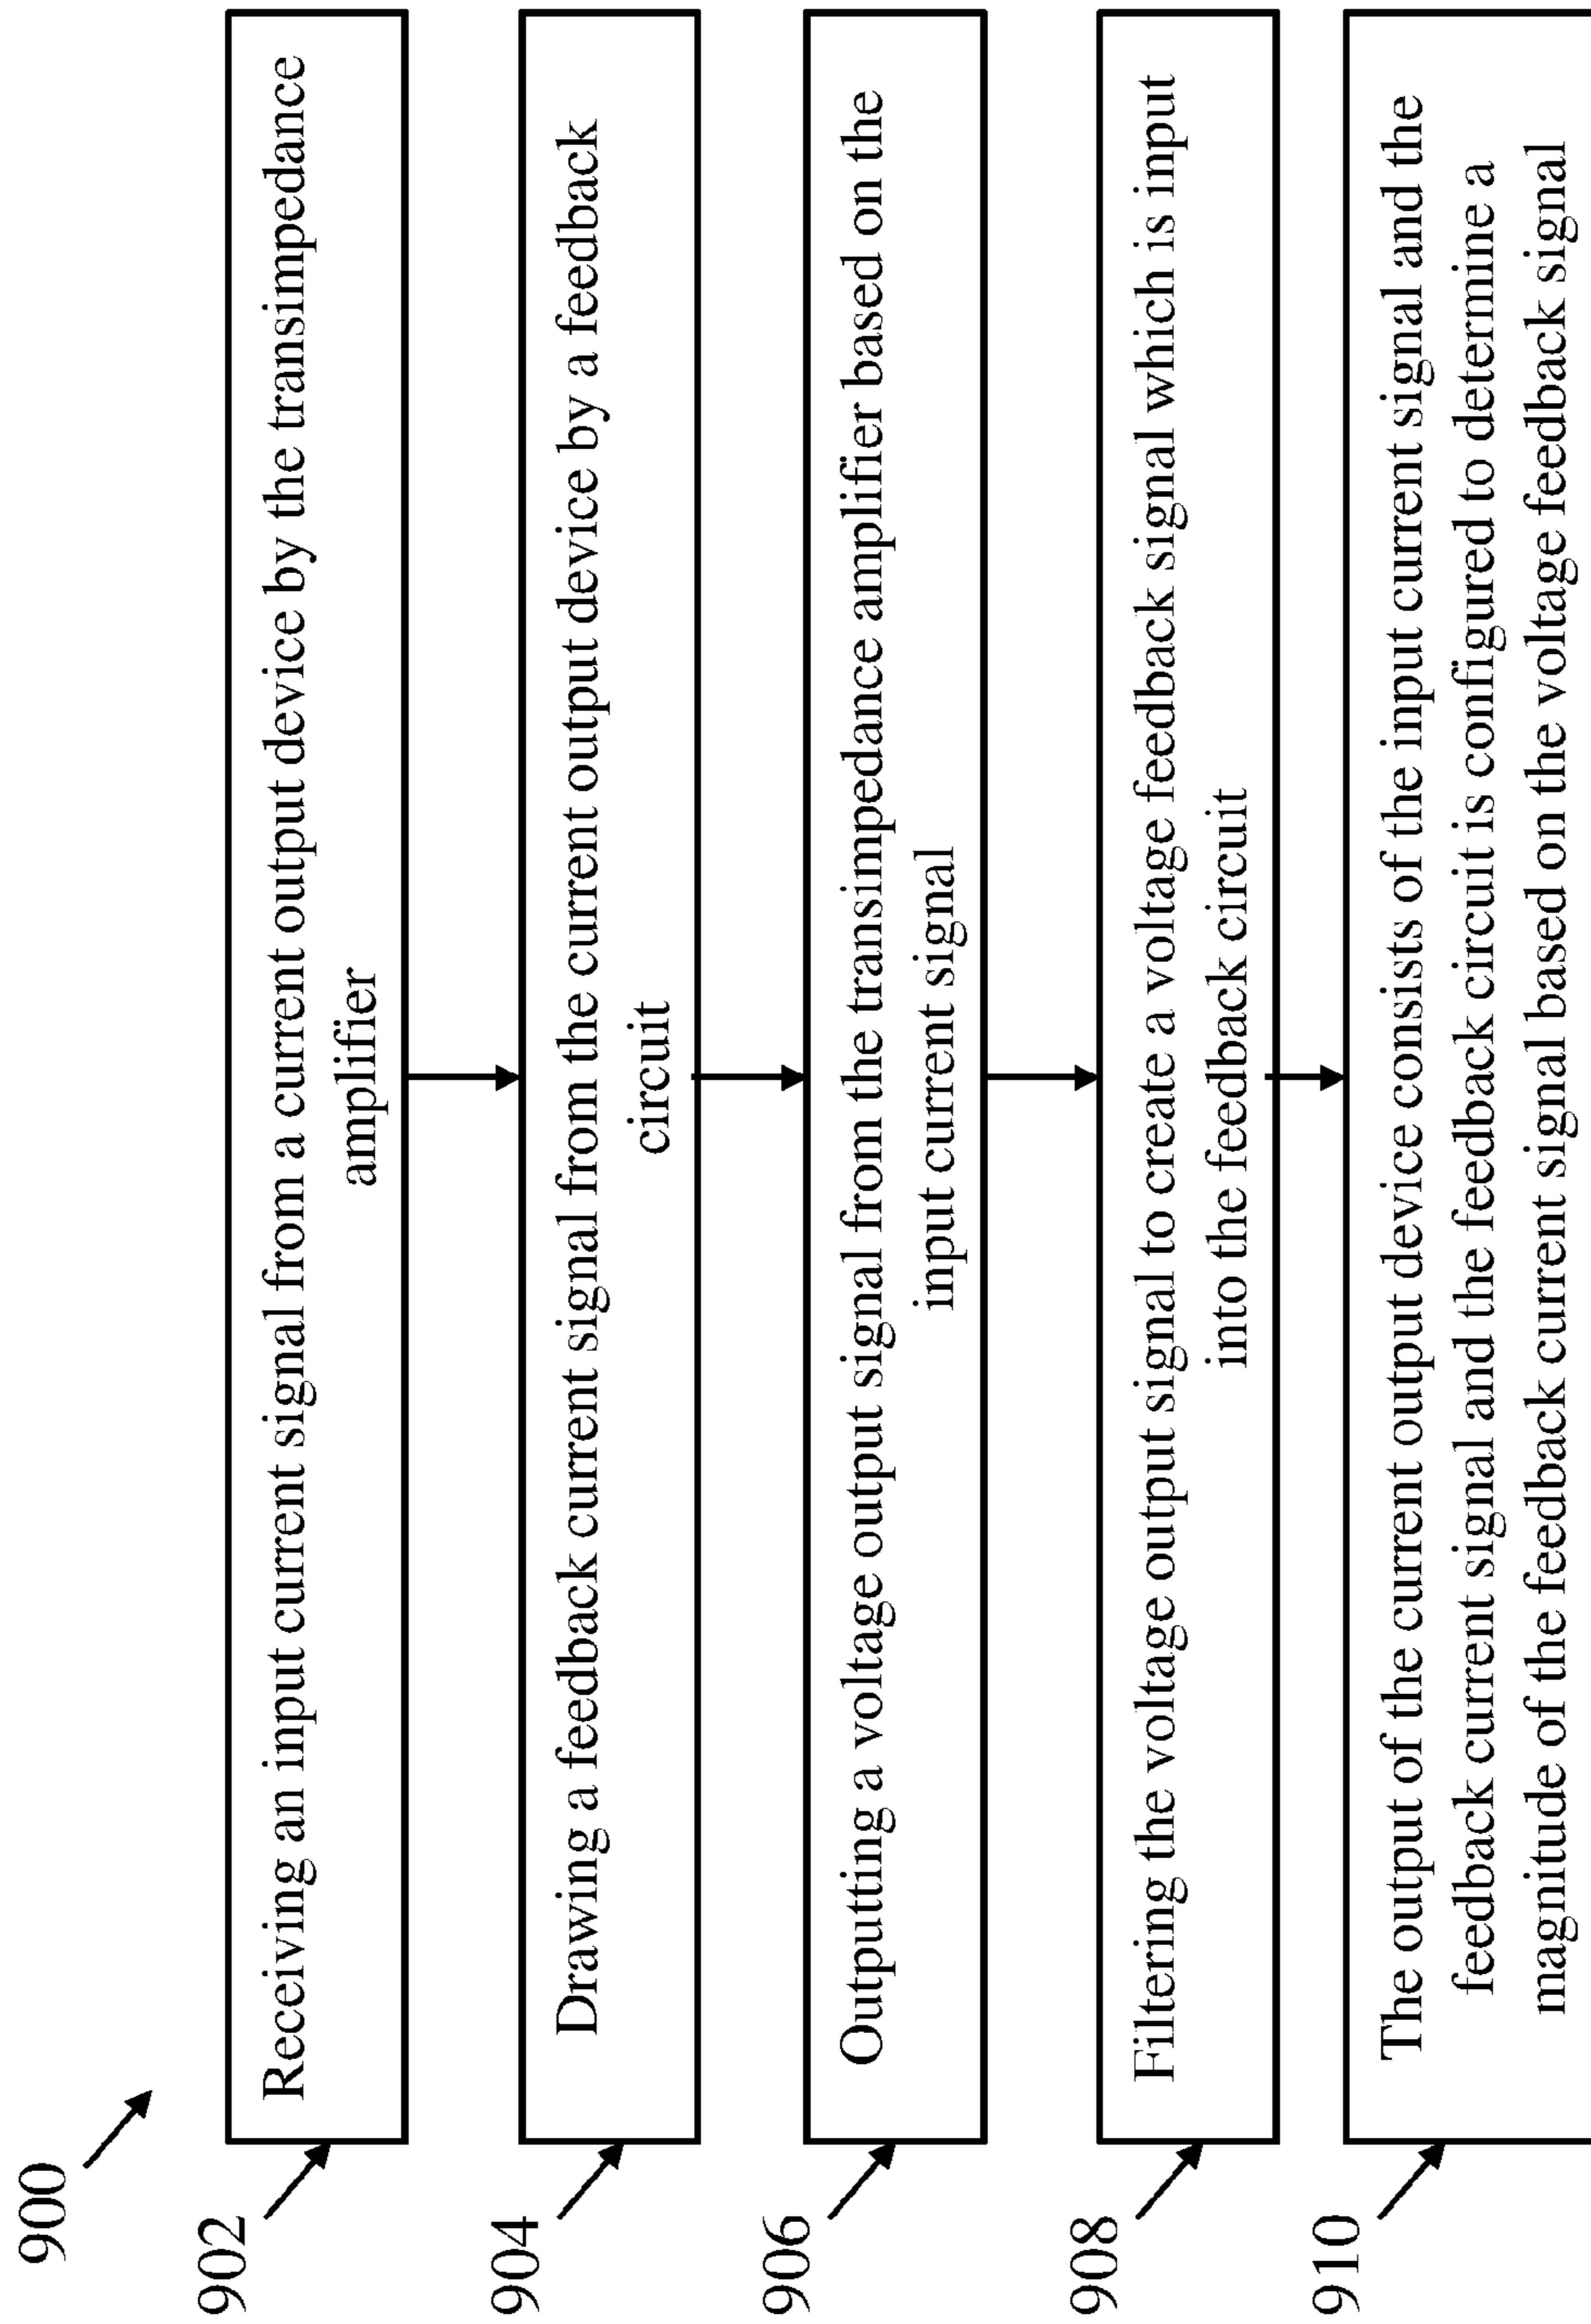 900
902
Receiving an input current signal from a current output device by the transimpedance
amplifier
904
Drawing a feedback current signal from the current output device by a feedback
circuit
906
Outputting a voltage output signal from the transimpedance amplifier based on the
input current signal
908
Filtering the voltage output signal to create a voltage feedback signal which is input
into the feedback circuit
910
The output of the current output device consists of the input current signal and the
feedback current signal and the feedback circuit is configured to determine a
magnitude of the feedback current signal based on the voltage feedback signal